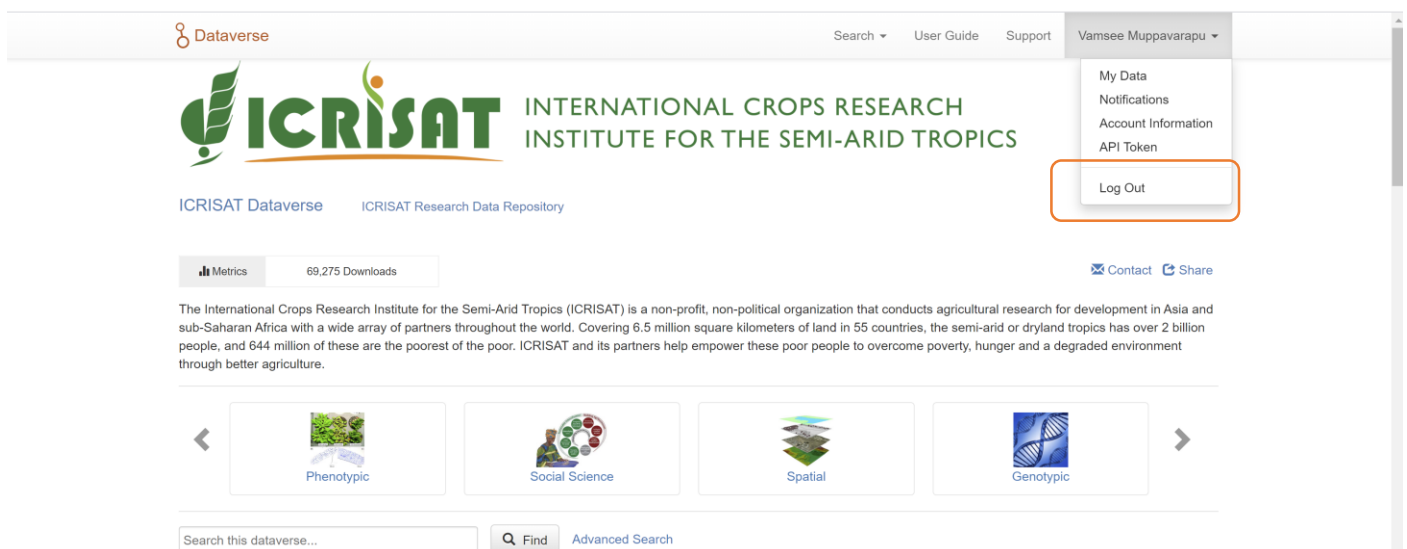 Dataverse
Search
User Guide
Support
Vamsee Muppavarapu
My Data
Notifications
Account Information
API Token
Log Out
ICRISAT
INTERNATIONAL CROPS RESEARCH
INSTITUTE FOR THE SEMI-ARID TROPICS
ICRISAT Dataverse
ICRISAT Research Data Repository
Metrics
69,275 Downloads
Contact
Share
The International Crops Research Institute for the Semi-Arid Tropics (ICRISAT) is a non-profit, non-political organization that conducts agricultural research for development in Asia and
sub-Saharan Africa with a wide array of partners throughout the world. Covering 6.5 million square kilometers of land in 55 countries, the semi-arid or dryland tropics has over 2 billion
people, and 644 million of these are the poorest of the poor. ICRISAT and its partners help empower these poor people to overcome poverty, hunger and a degraded environment
through better agriculture.
Phenotypic
Social Science
Spatial
Genotypic
Search this dataverse...
Find
Advanced Search